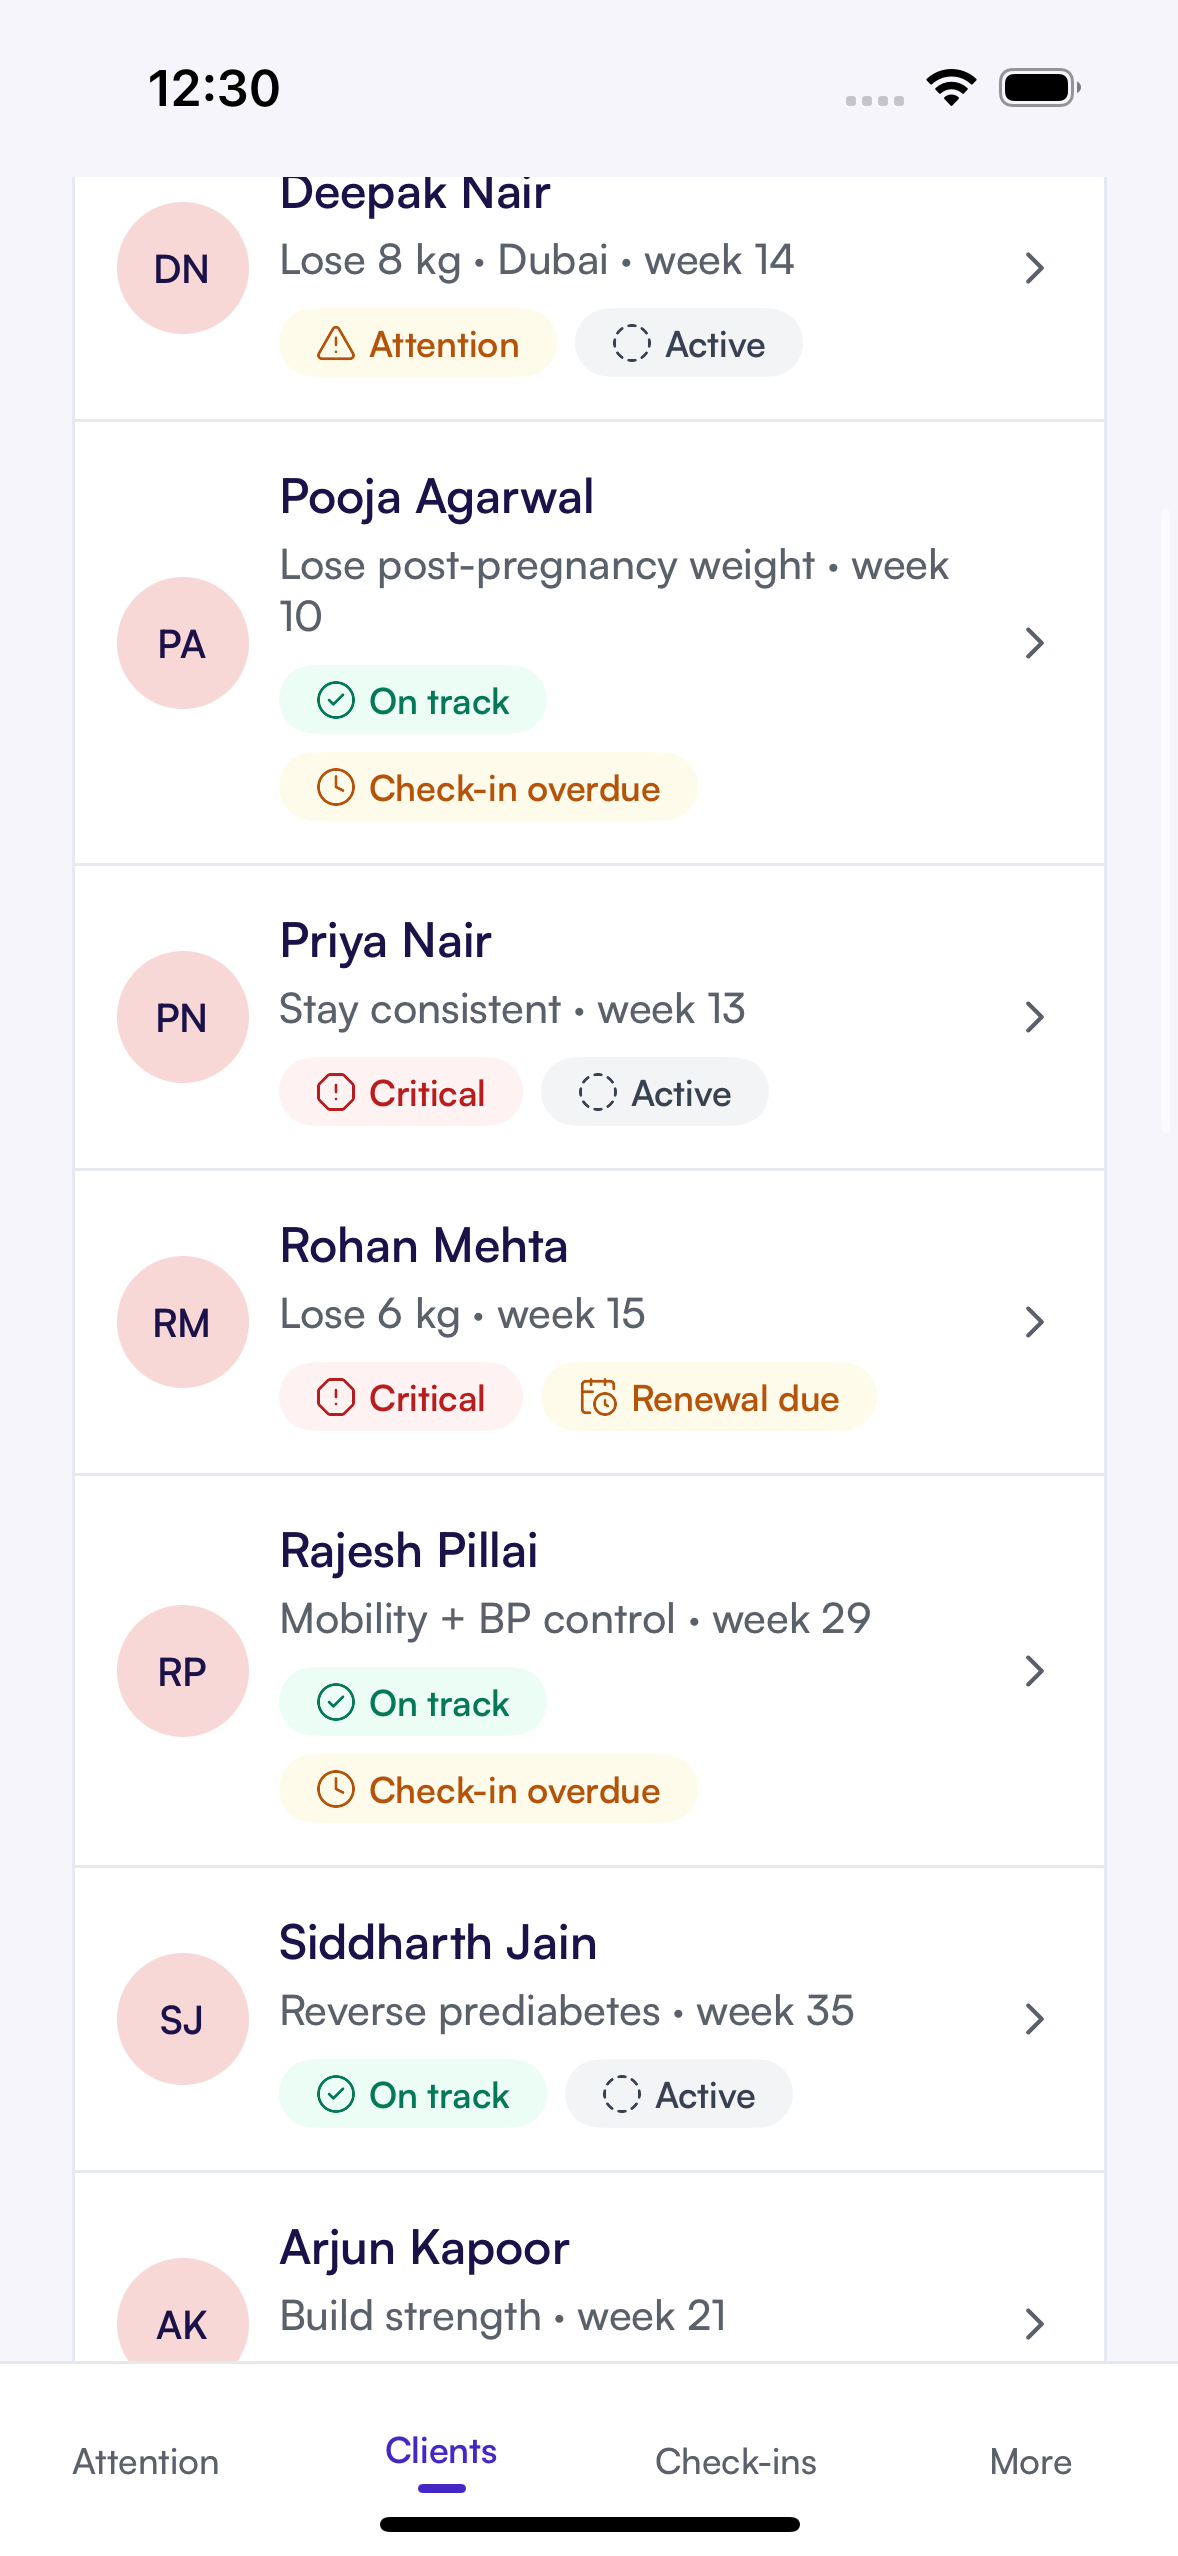 12:30
Deepak Nair
DN
Lose 8 kg · Dubai · week 14
Attention
Active
Pooja Agarwal
Lose post-pregnancy weight · week
10
PA
On track
Check-in overdue
Priya Nair
PN
Stay consistent · week 13
Critical
Active
Rohan Mehta
RM
Lose 6 kg · week 15
Critical
Renewal due
Rajesh Pillai
Mobility + BP control · week 29
RP
On track
Check-in overdue
Siddharth Jain
SJ
Reverse prediabetes · week 35
On track
Active
Arjun Kapoor
AK
Build strength · week 21
Attention
Clients
Check-ins
More